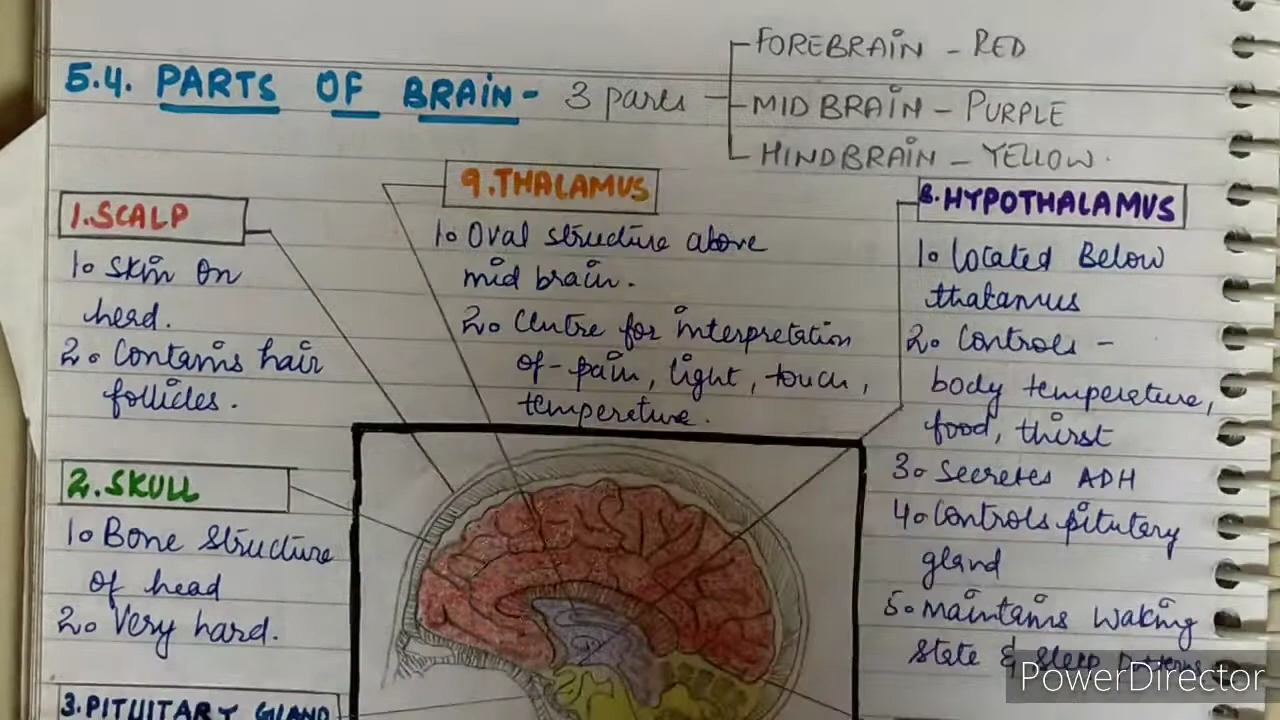 5.4. PARTS OF BRAIN - 3 parts
FOREBRAIN - RED
MID BRAIN - PURPLE
HINDBRAIN - YELLOW.
1. SCALP
1. Skin on
head.
2. Contains hair
follicles.
2. SKULL
1. Bone structure
of head
2. Very hard.
3. PITUITARY GLAND
9. THALAMUS
1. Oval structure above
mid brain.
2. Centre for interpretation
of - pain, light, touch,
temperature.
8. HYPOTHALAMUS
1. located Below
thalamus
2. Controls -
body temperature,
food, thirst
3. Secretes ADH
4. Controls pitutery
gland
5. Maintains waking
state & sleep patterns
PowerDirector